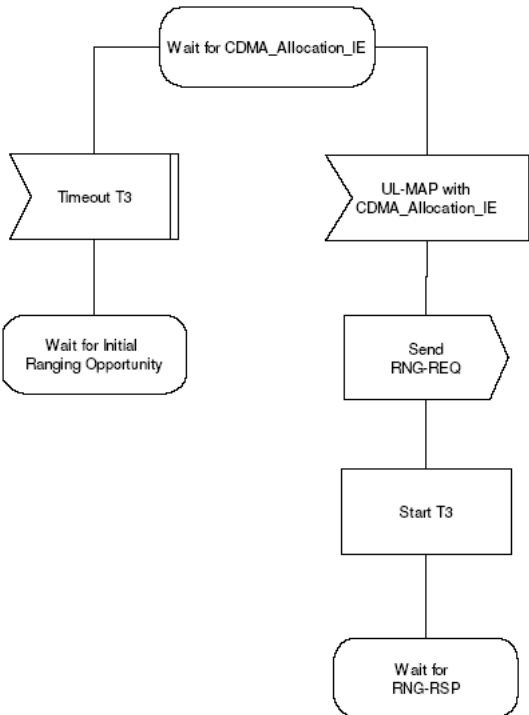 Wait for CDMA_Allocation_IE
Timeout T3
UL-MAP with
CDMA_Allocation_IE
Wait for Initial
Ranging Opportunity
Send
RNG-REQ
Start T3
Wait for
RNG-RSP